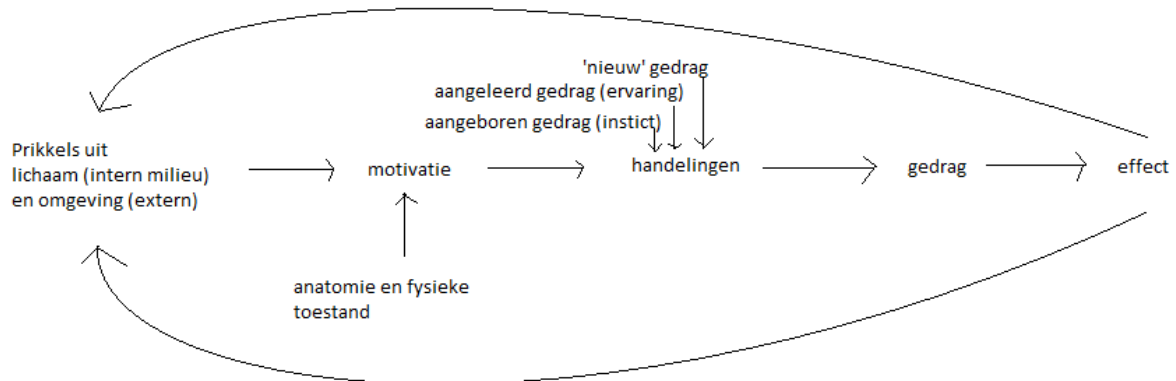 'nieuw' gedrag
aangeleerd gedrag (ervaring)
aangeboren gedrag (instict)
Prikkels uit
lichaam (intern milieu)
en omgeving (extern)
motivatie
handelingen
gedrag
effect
anatomie en fysieke
toestand